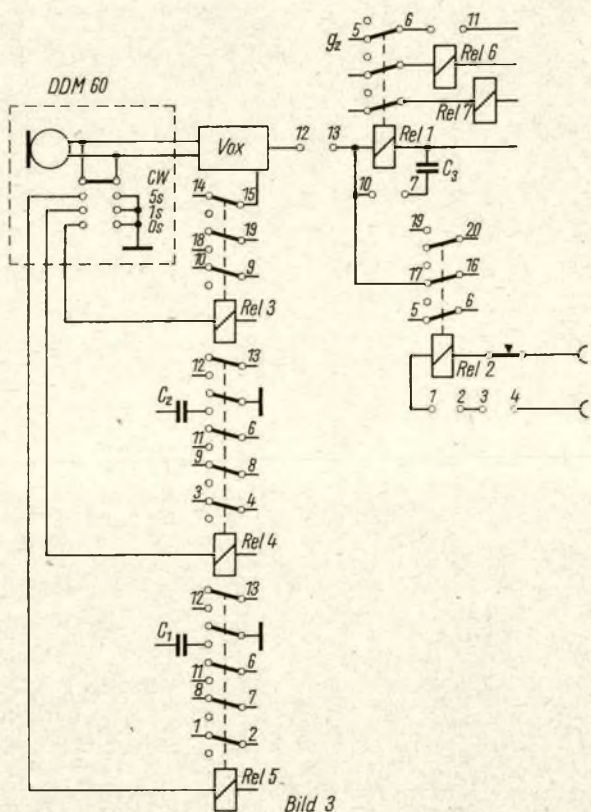 5 6 11
g2
Rel 6
DDM 60
Rel 7
Vox 12 13 Rel 1
C3
CW
5s
1s
0s
14 15
10 7
19
18
10 9
19 20
17 16
5 6
Rel 3
Rel 2
12 13
C2
1 2 3 4
6
11
9 8
3 4
Rel 4
12 13
C1
6
11
8 7
1 2
Rel 5
Bild 3